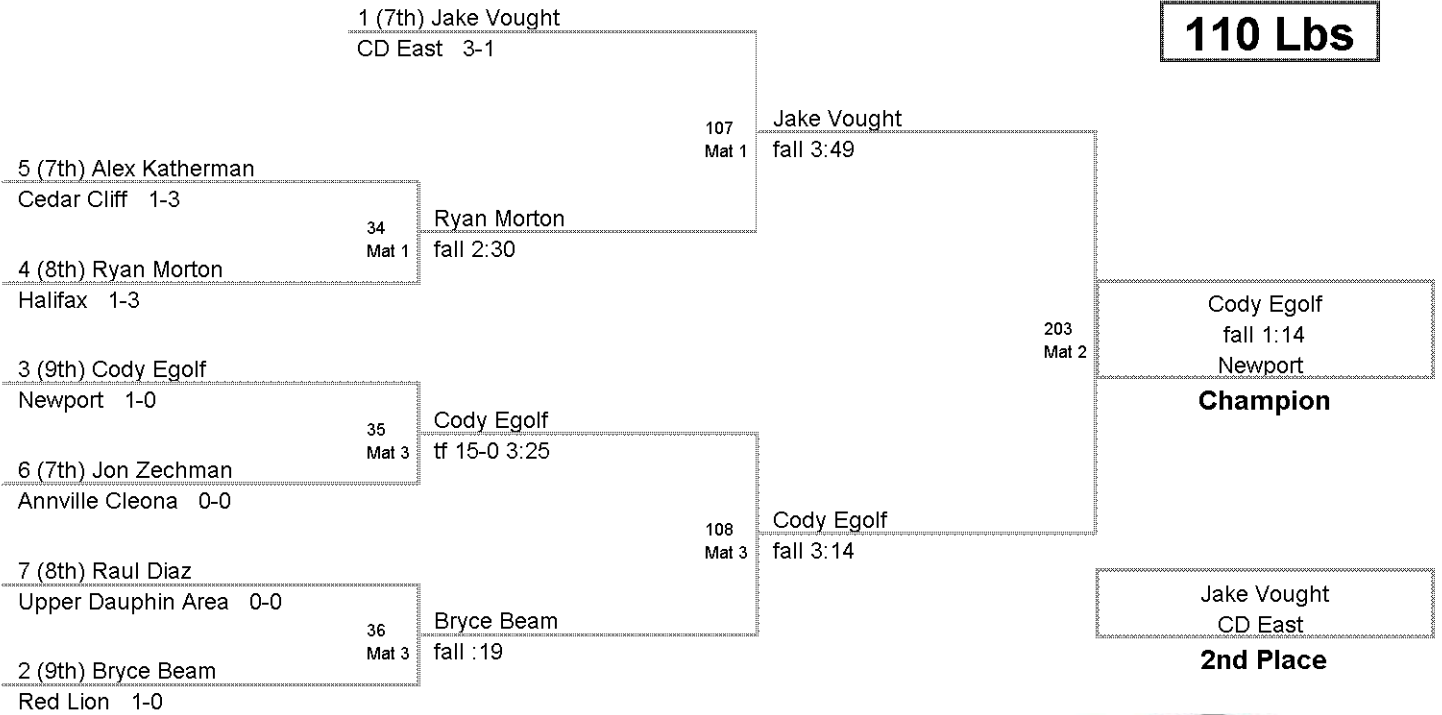 1 (7th) Jake Vought
CD East 3-1
110 Lbs
107
Mat 1
Jake Vought
fall 3:49
5 (7th) Alex Katherman
Cedar Cliff 1-3
34
Mat 1
Ryan Morton
fall 2:30
4 (8th) Ryan Morton
Halifax 1-3
3 (9th) Cody Egolf
Newport 1-0
35
Mat 3
Cody Egolf
tf 15-0 3:25
6 (7th) Jon Zechman
Annville Cleona 0-0
108
Mat 3
Cody Egolf
fall 3:14
7 (8th) Raul Diaz
Upper Dauphin Area 0-0
36
Mat 3
Bryce Beam
fall :19
2 (9th) Bryce Beam
Red Lion 1-0
203
Mat 2
Cody Egolf
fall 1:14
Newport
Champion
Jake Vought
CD East
2nd Place